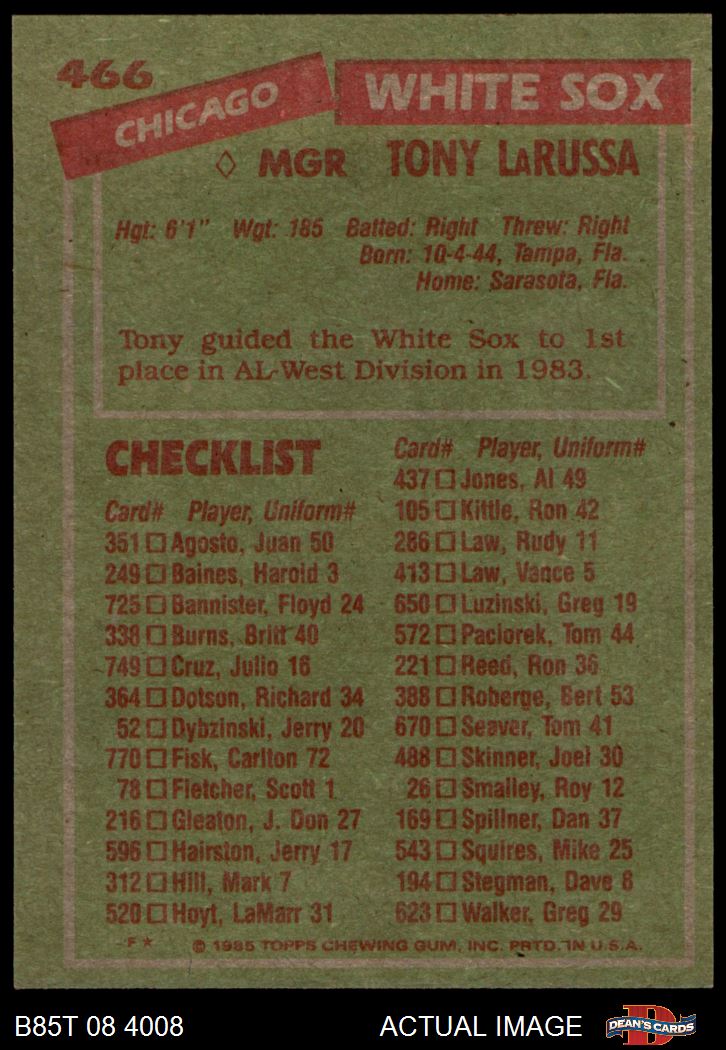 466
CHICAGO WHITE SOX
◊ MGR TONY LaRUSSA
Hgt: 6'1" Wgt: 185 Batted: Right Threw: Right
Born: 10-4-44, Tampa, Fla.
Home: Sarasota, Fla.
Tony guided the White Sox to 1st
place in AL-West Division in 1983.
CHECKLIST
Card# Player, Uniform#
351 □ Agosto, Juan 50
249 □ Baines, Harold 3
725 □ Bannister, Floyd 24
338 □ Burns, Britt 40
749 □ Cruz, Julio 16
364 □ Dotson, Richard 34
52 □ Dybzinski, Jerry 20
770 □ Fisk, Carlton 72
78 □ Fletcher, Scott 1
216 □ Gleaton, J. Don 27
596 □ Hairston, Jerry 17
312 □ Hill, Mark 7
520 □ Hoyt, LaMarr 31
Card# Player, Uniform#
437 □ Jones, Al 49
105 □ Kittle, Ron 42
286 □ Law, Rudy 11
413 □ Law, Vance 5
650 □ Luzinski, Greg 19
572 □ Paciorek, Tom 44
221 □ Reed, Ron 36
388 □ Roberge, Bert 53
670 □ Seaver, Tom 41
488 □ Skinner, Joel 30
26 □ Smalley, Roy 12
169 □ Spillner, Dan 37
543 □ Squires, Mike 25
194 □ Stegman, Dave 8
623 □ Walker, Greg 29
F★ © 1985 TOPPS CHEWING GUM, INC. PRTD. IN U.S.A.
B85T 08 4008 ACTUAL IMAGE D DEAN'S CARDS